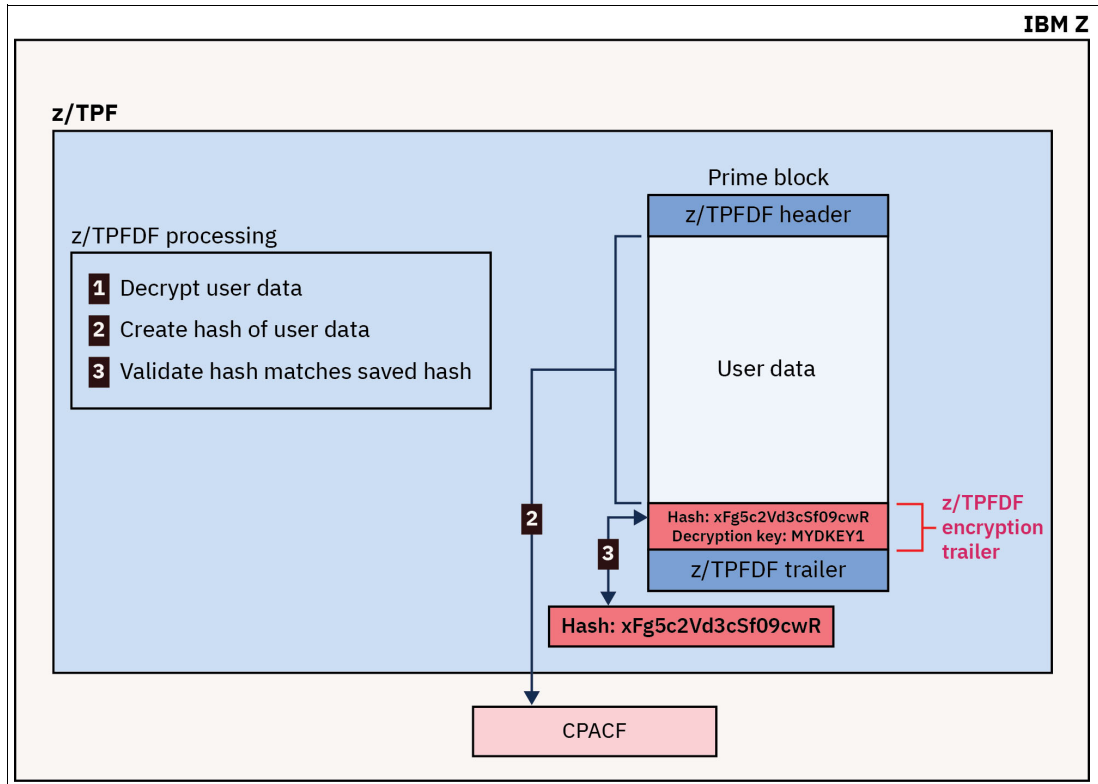 IBM Z
z/TPF
Prime block
z/TPFDF header
z/TPFDF processing
1 Decrypt user data
2 Create hash of user data
3 Validate hash matches saved hash
User data
2
Hash: xFg5c2Vd3cSf09cwR
Decryption key: MYDKEY1
z/TPFDF
encryption
trailer
3
z/TPFDF trailer
Hash: xFg5c2Vd3cSf09cwR
CPACF